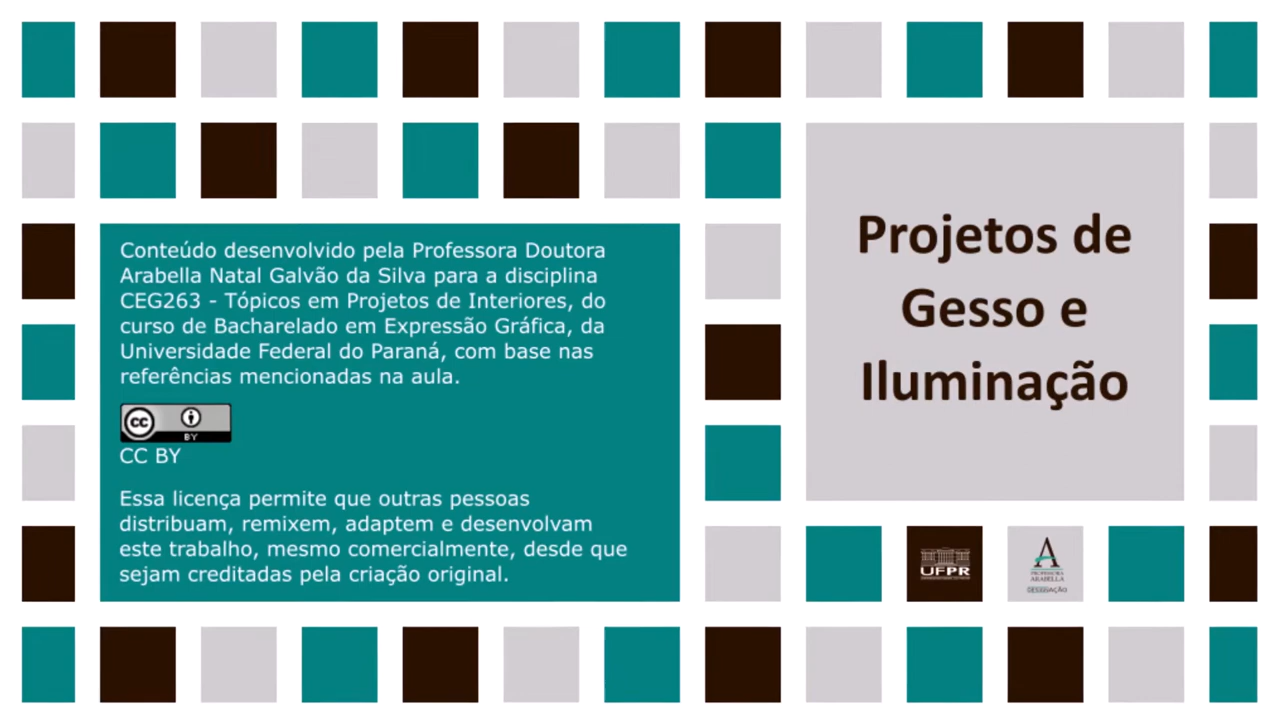 Conteúdo desenvolvido pela Professora Doutora
Arabella Natal Galvão da Silva para a disciplina
CEG263 - Tópicos em Projetos de Interiores, do
curso de Bacharelado em Expressão Gráfica, da
Universidade Federal do Paraná, com base nas
referências mencionadas na aula.
cc
BY
CC BY
Essa licença permite que outras pessoas
distribuam, remixem, adaptem e desenvolvam
este trabalho, mesmo comercialmente, desde que
sejam creditadas pela criação original.
Projetos de
Gesso e
Iluminação
UFPR
A
PROFESSORA
ARABELLA